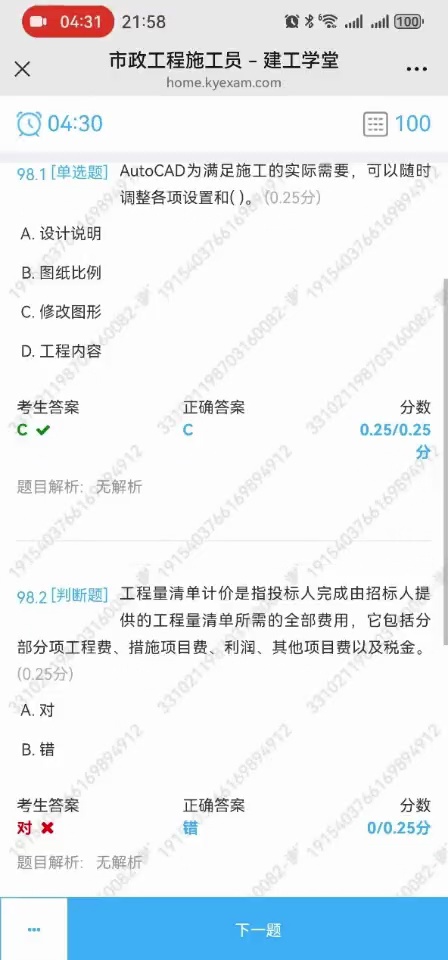 04:31 21:58 6 100
市政工程施工员 – 建工学堂
home.kyexam.com
04:30 100
98.1 [单选题] AutoCAD为满足施工的实际需要，可以随时
调整各项设置和( )。 (0.25分)
A. 设计说明
B. 图纸比例
C. 修改图形
D. 工程内容
考生答案 正确答案 分数
C C 0.25/0.25
分
题目解析: 无解析
98.2 [判断题] 工程量清单计价是指投标人完成由招标人提
供的工程量清单所需的全部费用，它包括分
部分项工程费、措施项目费、利润、其他项目费以及税金。
(0.25分)
A. 对
B. 错
考生答案 正确答案 分数
对 错 0/0.25分
题目解析: 无解析
下一题